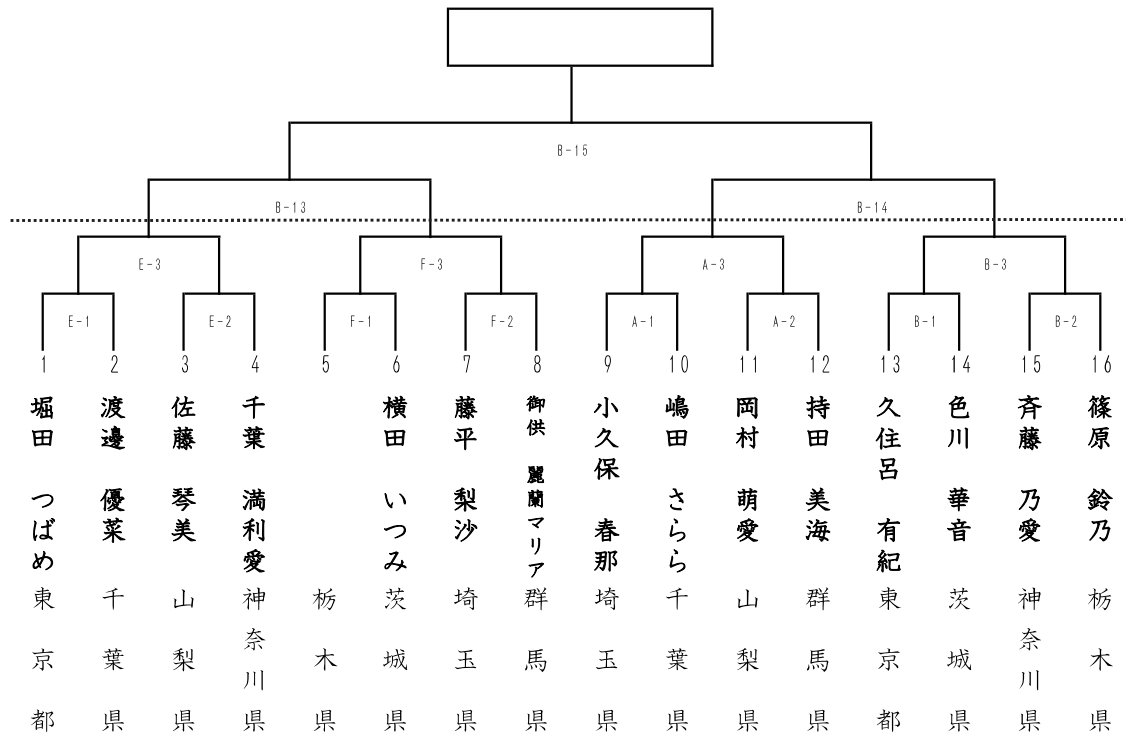 B-15
B-13
B-14
E-3
F-3
A-3
B-3
E-1
E-2
F-1
F-2
A-1
A-2
B-1
B-2
1
2
3
4
5
6
7
8
9
10
11
12
13
14
15
16
堀田 つばめ
渡邊 優菜
佐藤 琴美
千葉 満利愛
横田 いつみ
藤平 梨沙
御供 麗蘭マリア
小久保 春那
嶋田 さらら
岡村 萌愛
持田 美海
久住呂 有紀
色川 華音
斉藤 乃愛
篠原 鈴乃
東京都
千葉県
山梨県
神奈川県
栃木県
茨城県
埼玉県
群馬県
埼玉県
千葉県
山梨県
群馬県
東京都
茨城県
神奈川県
栃木県